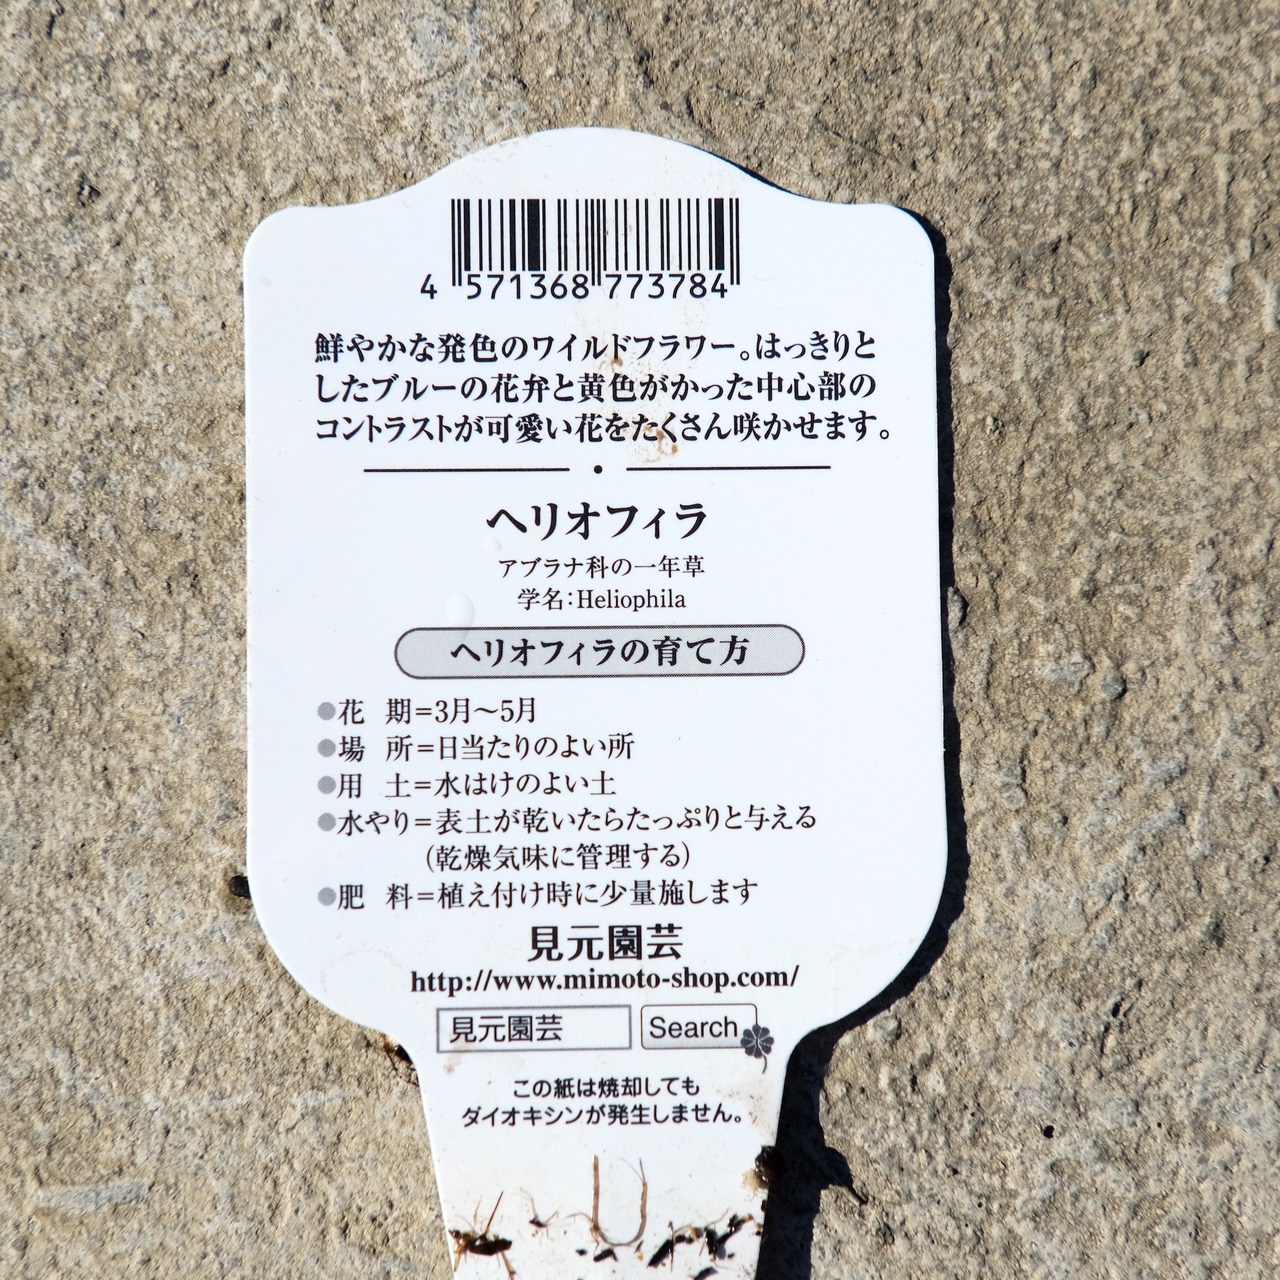 4 571368 773784
鮮やかな発色のワイルドフラワー。はっきりと
したブルーの花弁と黄色がかった中心部の
コントラストが可愛い花をたくさん咲かせます。
ヘリオフィラ
アブラナ科の一年草
学名:Heliophila
ヘリオフィラの育て方
●花 期=3月〜5月
●場 所=日当たりのよい所
●用 土=水はけのよい土
●水やり=表土が乾いたらたっぷりと与える
(乾燥気味に管理する)
●肥 料=植え付け時に少量施します
見元園芸
http://www.mimoto-shop.com/
見元園芸 Search
この紙は焼却しても
ダイオキシンが発生しません。